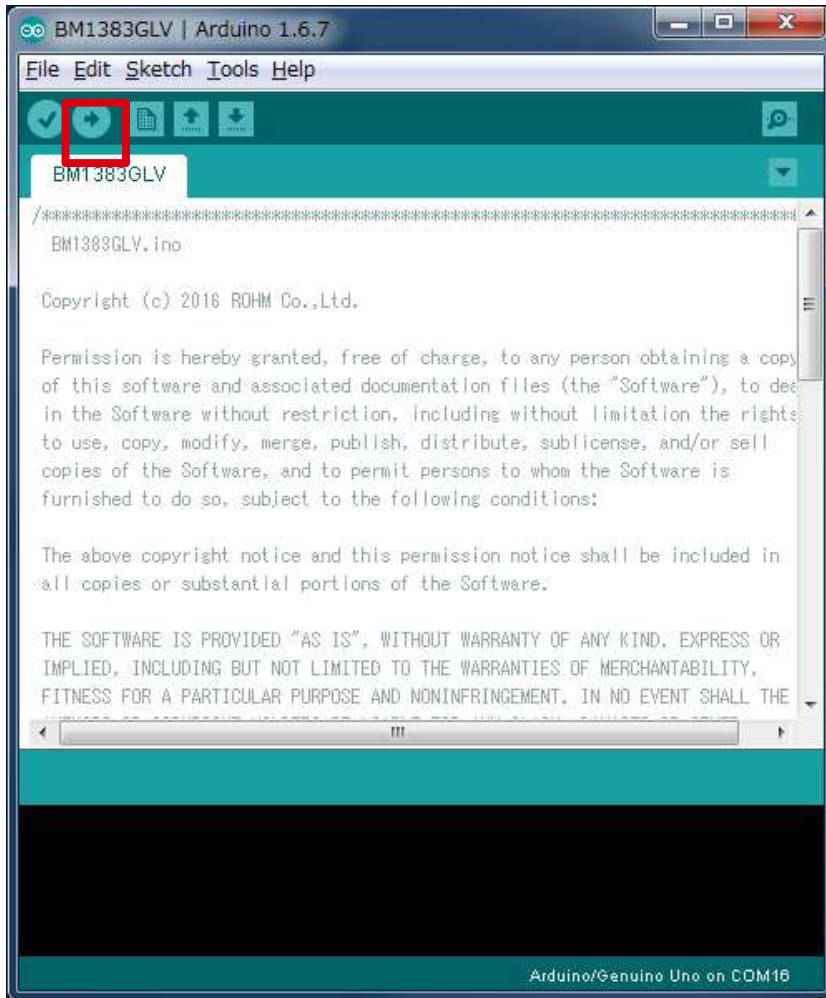 BM1383GLV | Arduino 1.6.7
File Edit Sketch Tools Help
BM1383GLV
/******************************************************************************
BM1383GLV.ino
Copyright (c) 2016 ROHM Co.,Ltd.
Permission is hereby granted, free of charge, to any person obtaining a copy
of this software and associated documentation files (the "Software"), to dea
in the Software without restriction, including without limitation the rights
to use, copy, modify, merge, publish, distribute, sublicense, and/or sell
copies of the Software, and to permit persons to whom the Software is
furnished to do so, subject to the following conditions:
The above copyright notice and this permission notice shall be included in
all copies or substantial portions of the Software.
THE SOFTWARE IS PROVIDED "AS IS", WITHOUT WARRANTY OF ANY KIND, EXPRESS OR
IMPLIED, INCLUDING BUT NOT LIMITED TO THE WARRANTIES OF MERCHANTABILITY,
FITNESS FOR A PARTICULAR PURPOSE AND NONINFRINGEMENT. IN NO EVENT SHALL THE
Arduino/Genuino Uno on COM16